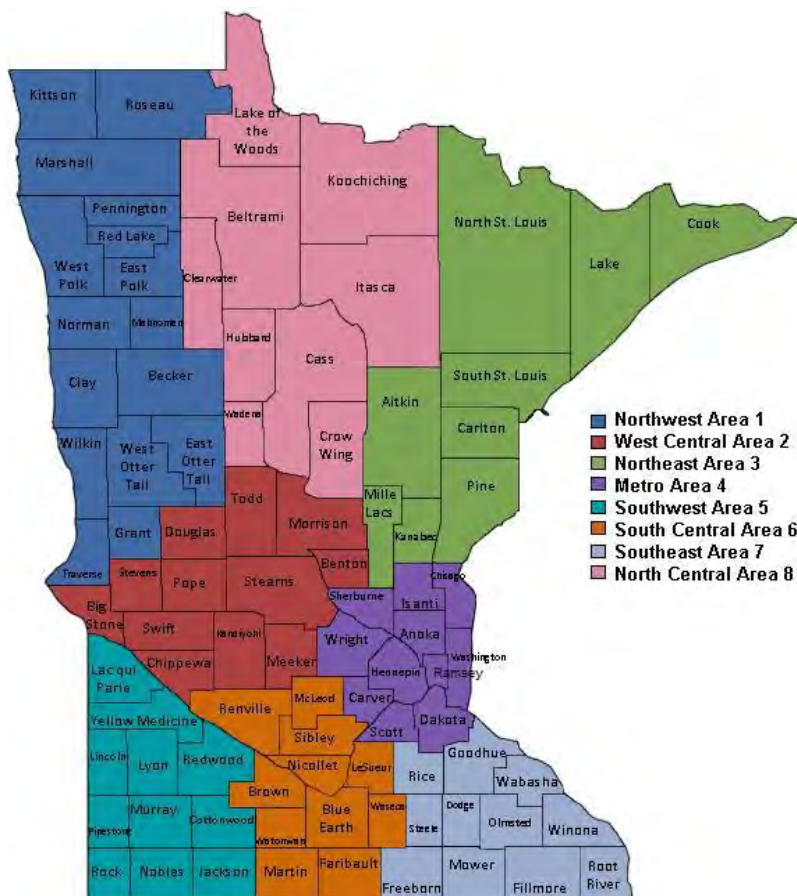 Kittson
Roseau
Lake of
the
Woods
Marshall
Koochiching
Pennington
Beltrami
North St. Louis
Cook
Red Lake
West
Polk
East
Polk
Clearwater
Lake
Itasca
Norman
Mahnomen
Hubbard
Cass
Clay
Becker
South St. Louis
Aitkin
Wadena
Crow
Wing
Carlton
Wilkin
West
Otter
Tail
East
Otter
Tail
Pine
Todd
Mille
Lacs
Morrison
Grant
Douglas
Kanabec
Traverse
Stevens
Benton
Chisago
Pope
Stearns
Sherburne
Isanti
Big
Stone
Swift
Kandiyohi
Wright
Anoka
Washington
Chippewa
Meeker
Hennepin
Ramsey
Lacqui
Parle
McLeod
Carver
Renville
Dakota
Yellow Medicine
Sibley
Scott
Goodhue
Lincoln
Lyon
Redwood
Nicollet
LeSueur
Rice
Wabasha
Brown
Murray
Blue
Earth
Waseca
Dodge
Pipestone
Cottonwood
Watonwan
Steele
Olmsted
Winona
Rock
Nobles
Jackson
Martin
Faribault
Freeborn
Mower
Fillmore
Root
River
Northwest Area 1
West Central Area 2
Northeast Area 3
Metro Area 4
Southwest Area 5
South Central Area 6
Southeast Area 7
North Central Area 8